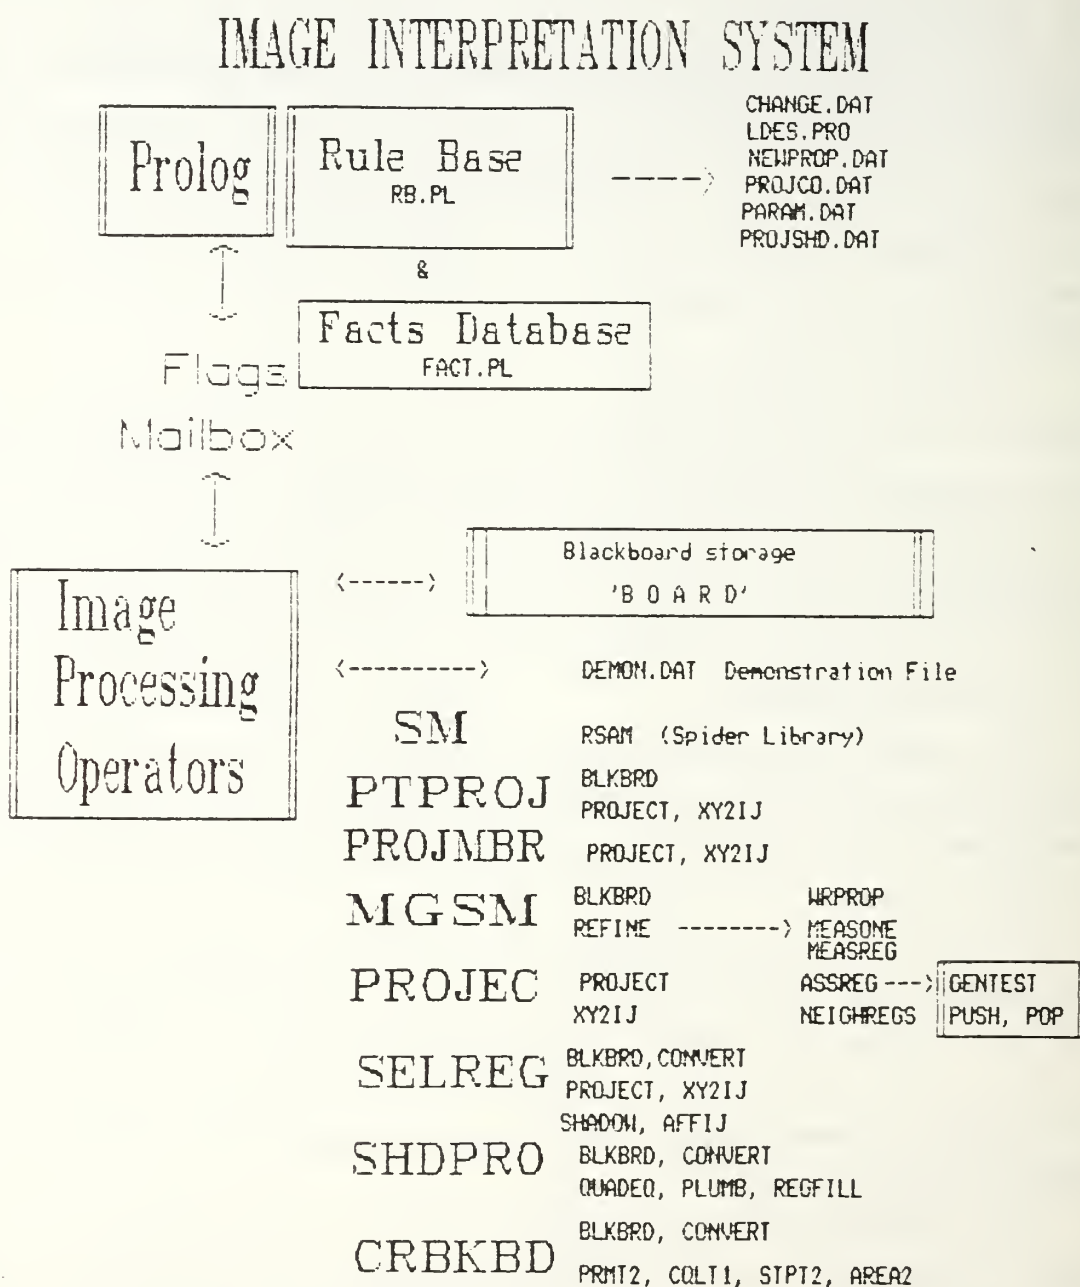 IMAGE INTERPRETATION SYSTEM
Prolog
Rule Base
RB.PL
CHANGE.DAT
LDES.PRO
NEWPROP.DAT
PROJCO.DAT
PARAM.DAT
PROJSHD.DAT
&
Facts Database
FACT.PL
Flags
Mailbox
Image
Processing
Operators
Blackboard storage
'B O A R D'
DEMON.DAT Demonstration File
SM RSAM (Spider Library)
PTPROJ BLKBRD
PROJECT, XY2IJ
PROJMBR PROJECT, XY2IJ
MGSM BLKBRD WRPROP
REFINE --------> MEASONE
MEASREG
PROJEC PROJECT ASSREG ---> GENTEST
XY2IJ NEIGHREGS PUSH, POP
SELREG BLKBRD, CONVERT
PROJECT, XY2IJ
SHADOW, AFFIJ
SHDPRO BLKBRD, CONVERT
QUADEQ, PLUMB, REGFILL
CRBKBD BLKBRD, CONVERT
PRMT2, CQLT1, STPT2, AREA2